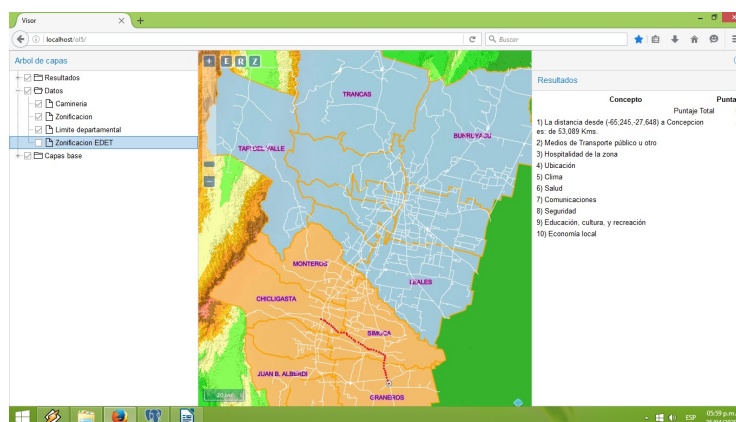 Visor
localhost/ol5/
Buscar
Arbol de capas
Resultados
Datos
Camineria
Zonificacion
Limite departamental
Zonificacion EDET
Capas base
E R Z
TRANCAS
BURRUYACU
TAFI DEL VALLE
MONTEROS
LEALES
CHICLIGASTA
SIMOCA
JUAN B. ALBERDI
GRANEROS
Resultados
Concepto
Punta
Puntaje Total
1) La distancia desde (-65,245,-27,648) a Concepcion
es: de 53,089 Kms.
2) Medios de Transporte público u otro
3) Hospitalidad de la zona
4) Ubicación
5) Clima
6) Salud
7) Comunicaciones
8) Seguridad
9) Educación, cultura, y recreación
10) Economía local
ESP
05:59 p.m.